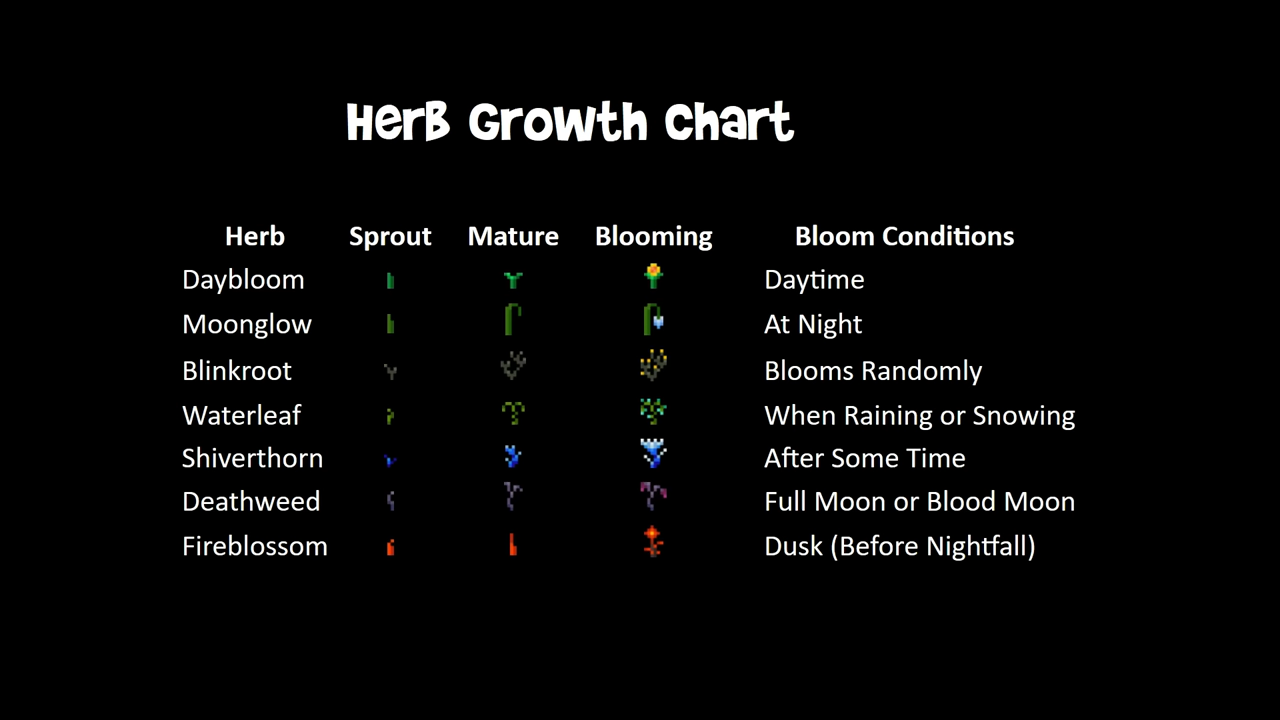 Herb Growth Chart
Herb Sprout Mature Blooming Bloom Conditions
Daybloom Daytime
Moonglow At Night
Blinkroot Blooms Randomly
Waterleaf When Raining or Snowing
Shiverthorn After Some Time
Deathweed Full Moon or Blood Moon
Fireblossom Dusk (Before Nightfall)